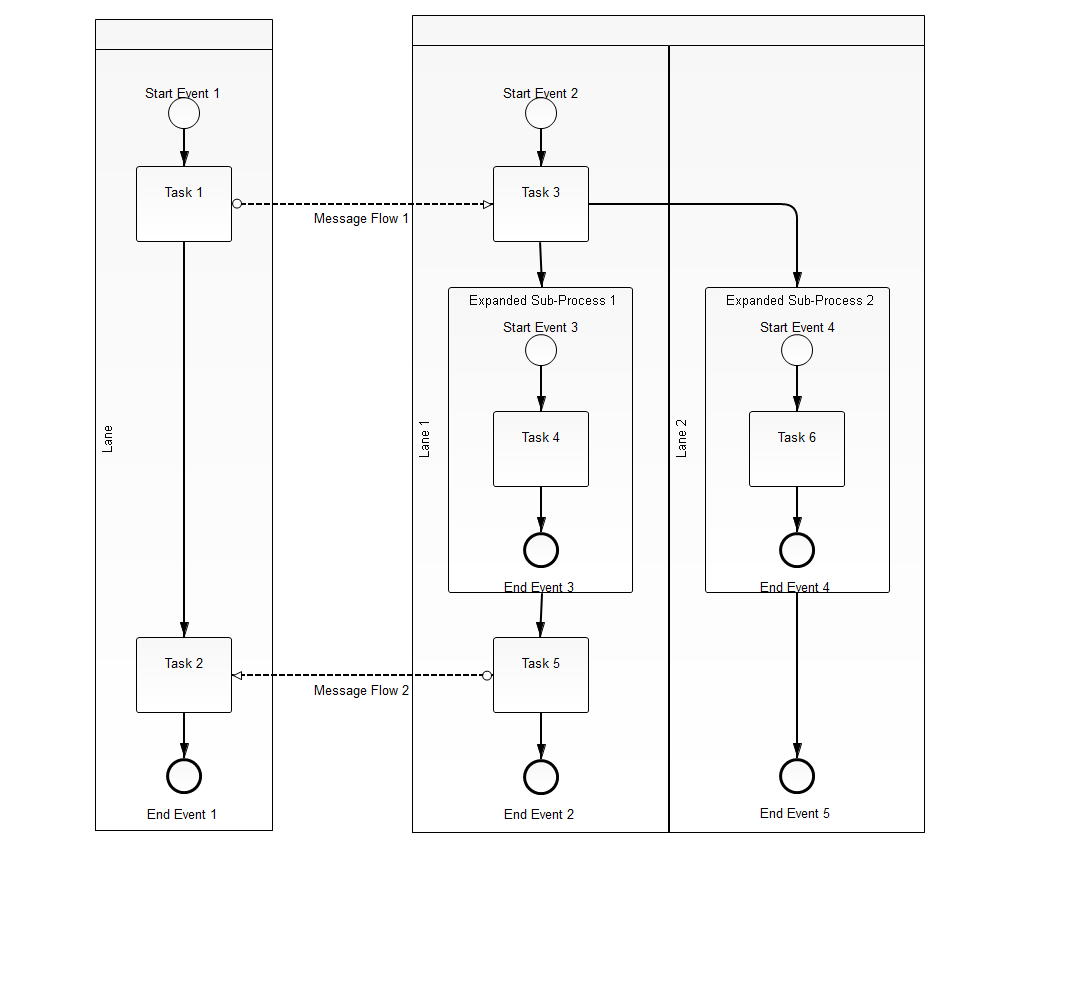 Start Event 1
Task 1
Lane
Task 2
End Event 1
Message Flow 1
Message Flow 2
Start Event 2
Task 3
Expanded Sub-Process 1
Start Event 3
Task 4
Lane 1
End Event 3
Task 5
End Event 2
Expanded Sub-Process 2
Start Event 4
Task 6
Lane 2
End Event 4
End Event 5